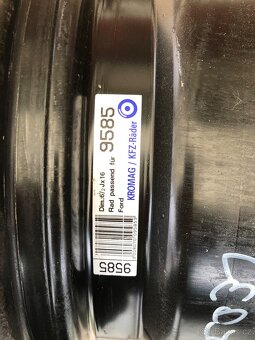 KROMAG / KFZ-Räder
9585
Rad passend für
Ford
Dim.6½Jx16
9585